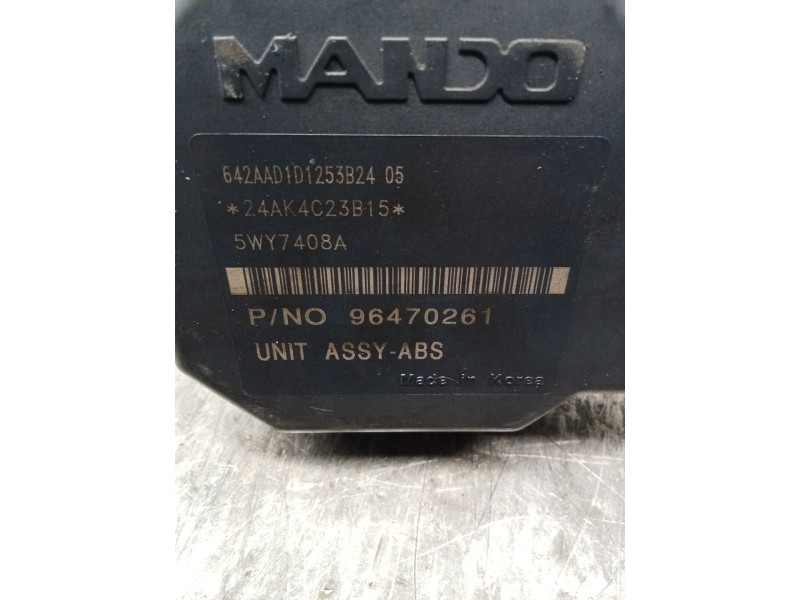 MANDO
642AAD1D1253B24 05
*24AK4C23B15*
5WY7408A
P/NO 96470261
UNIT ASSY-ABS
Made in Korea